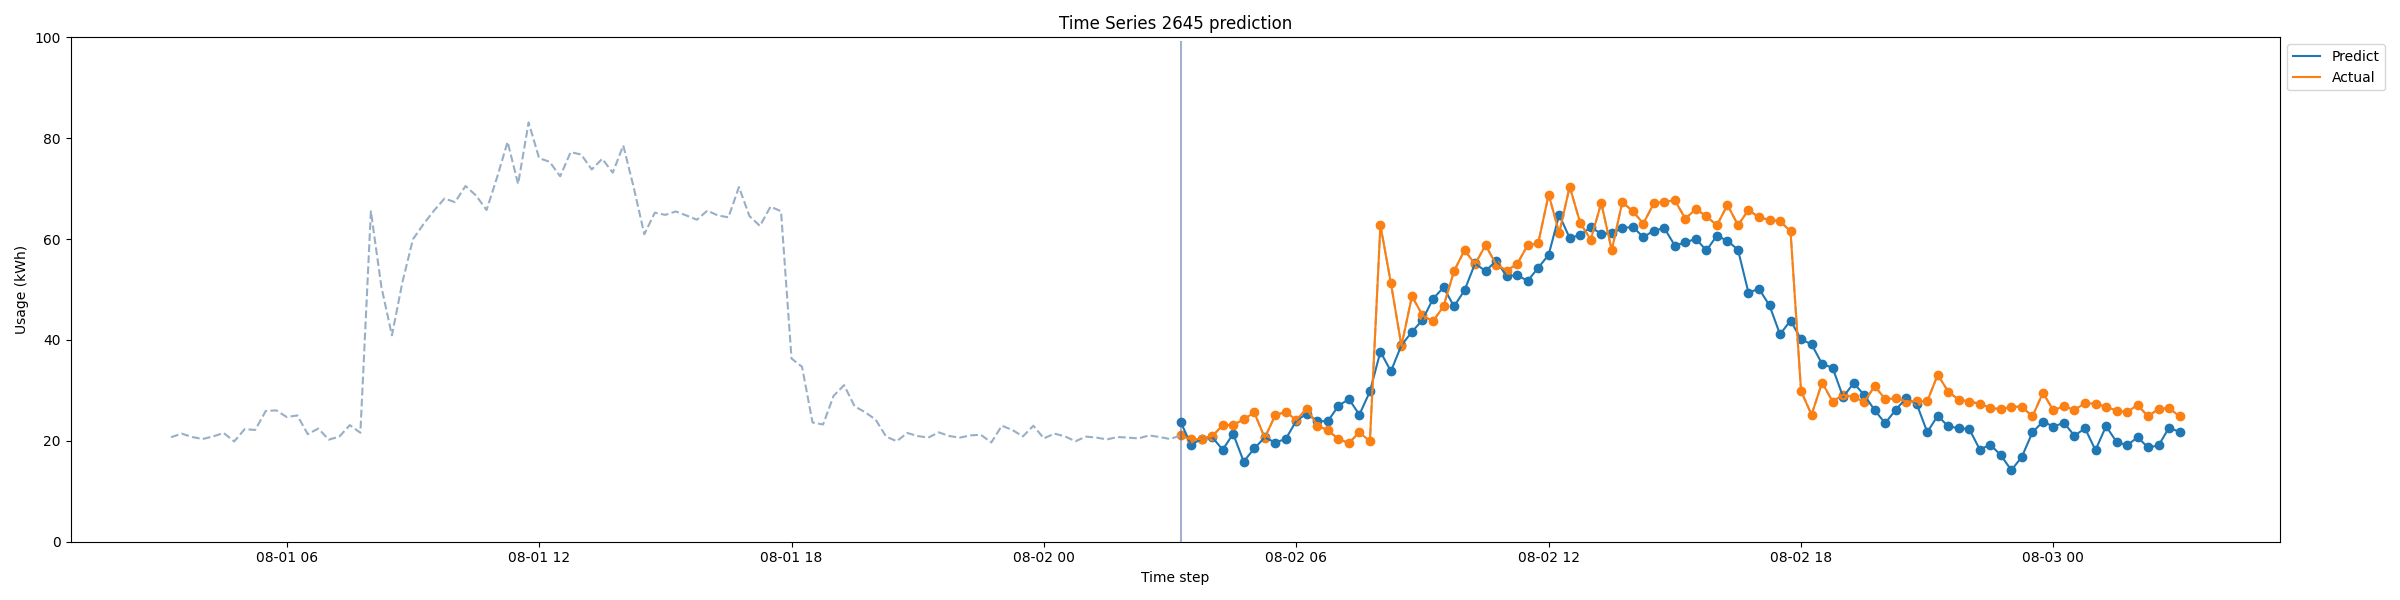 Time Series 2645 prediction
Predict
Actual
Usage (kWh)
100
80
60
40
20
0
08-01 06
08-01 12
08-01 18
08-02 00
08-02 06
08-02 12
08-02 18
08-03 00
Time step